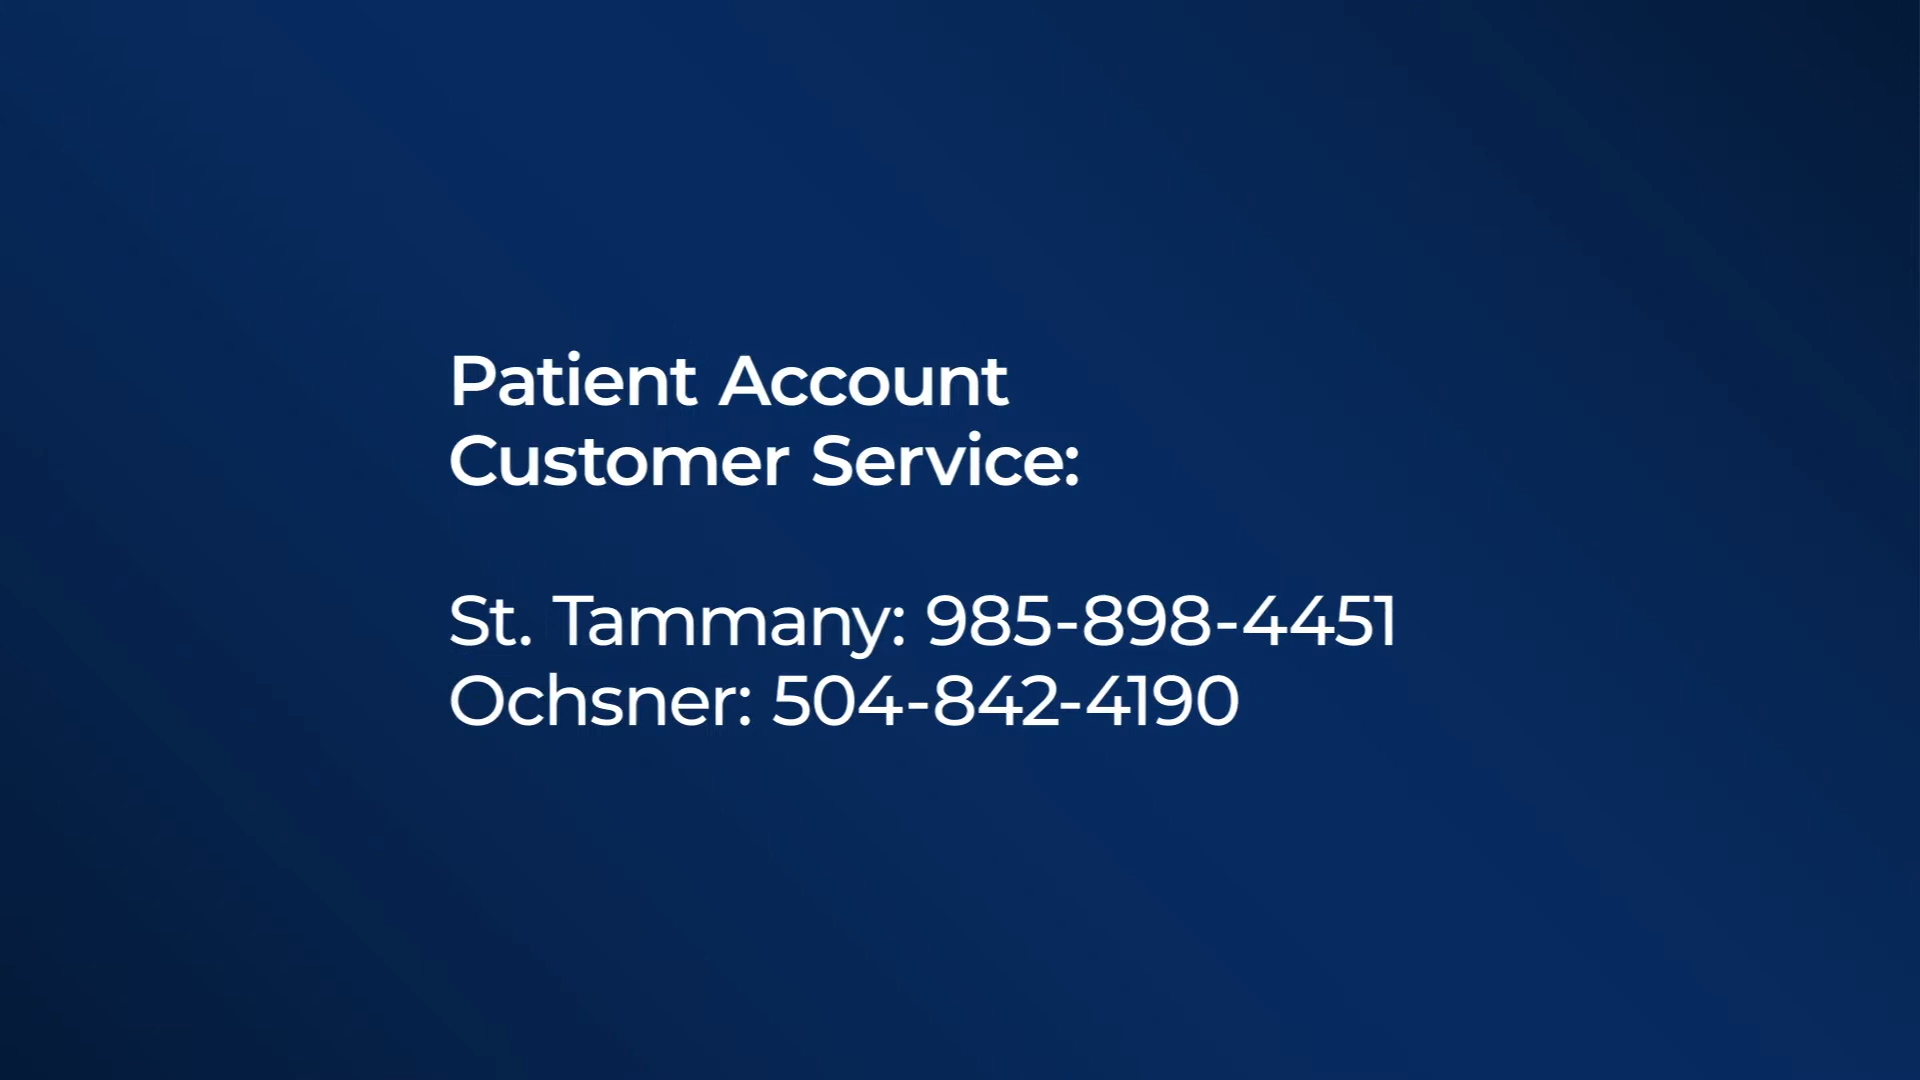 Patient Account
Customer Service:
St. Tammany: 985-898-4451
Ochsner: 504-842-4190